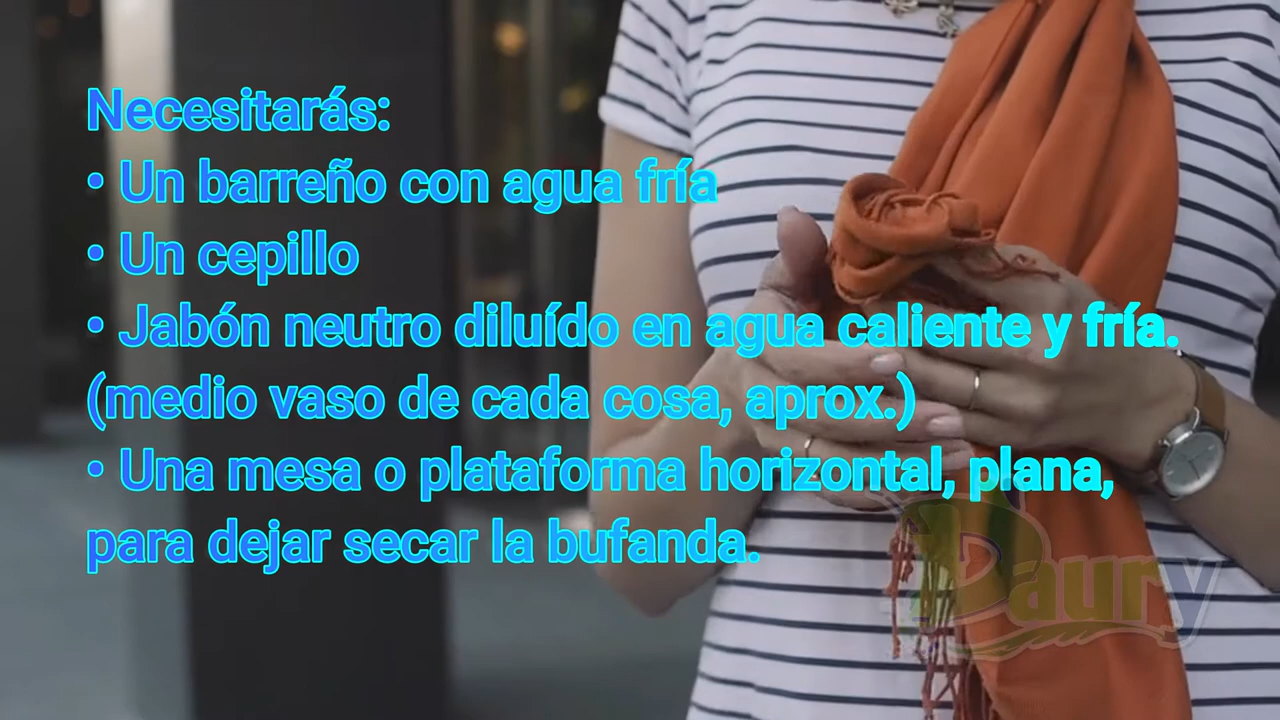 Necesitarás:
• Un barreño con agua fría
• Un cepillo
• Jabón neutro diluído en agua caliente y fría.
(medio vaso de cada cosa, aprox.)
• Una mesa o plataforma horizontal, plana,
para dejar secar la bufanda.
Daury